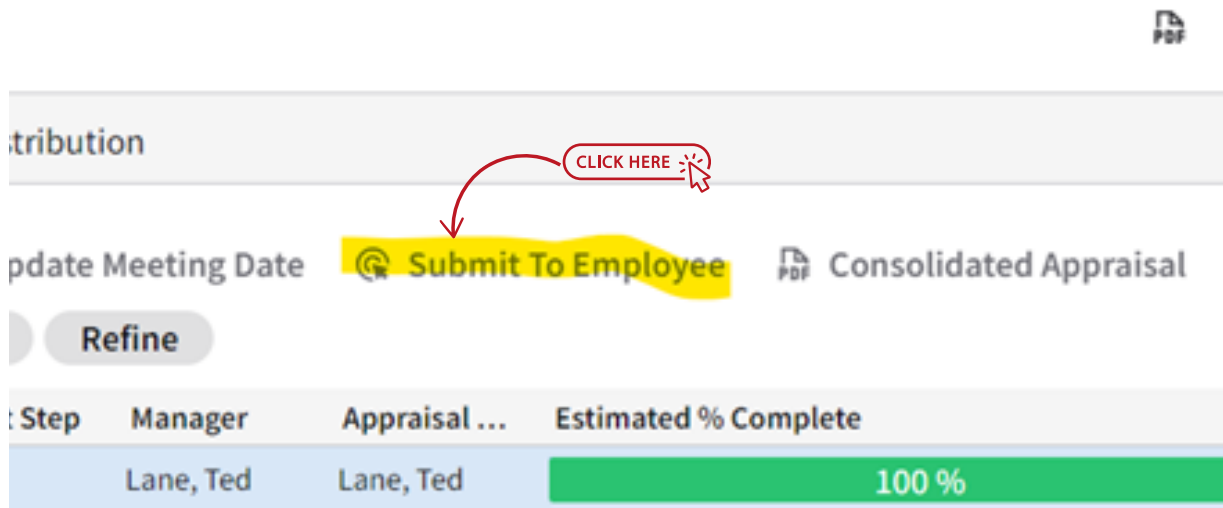 PDF
tribution
CLICK HERE
pdate Meeting Date Submit To Employee PDF Consolidated Appraisal
Refine
Step Manager Appraisal ... Estimated % Complete
Lane, Ted Lane, Ted 100 %